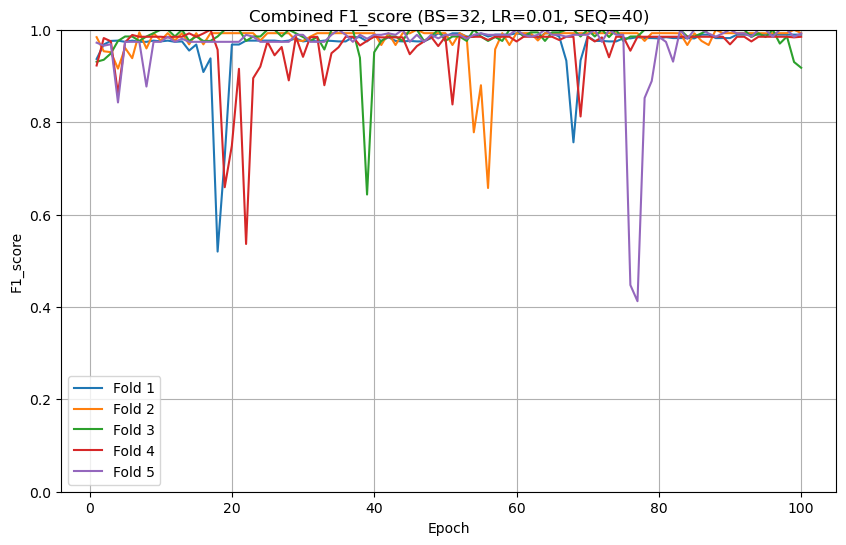 Combined F1_score (BS=32, LR=0.01, SEQ=40)
1.0
0.8
0.6
0.4
0.2
0.0
F1_score
Fold 1
Fold 2
Fold 3
Fold 4
Fold 5
0 20 40 60 80 100
Epoch